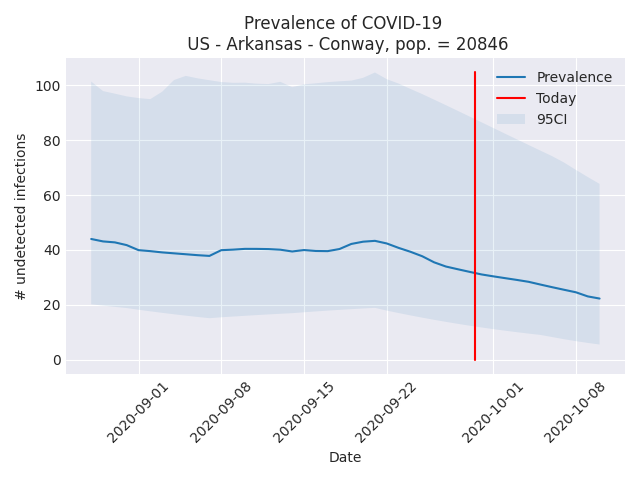 Prevalence of COVID-19
US - Arkansas - Conway, pop. = 20846
# undetected infections
100
80
60
40
20
0
Prevalence
Today
95CI
2020-09-01
2020-09-08
2020-09-15
2020-09-22
2020-10-01
2020-10-08
Date